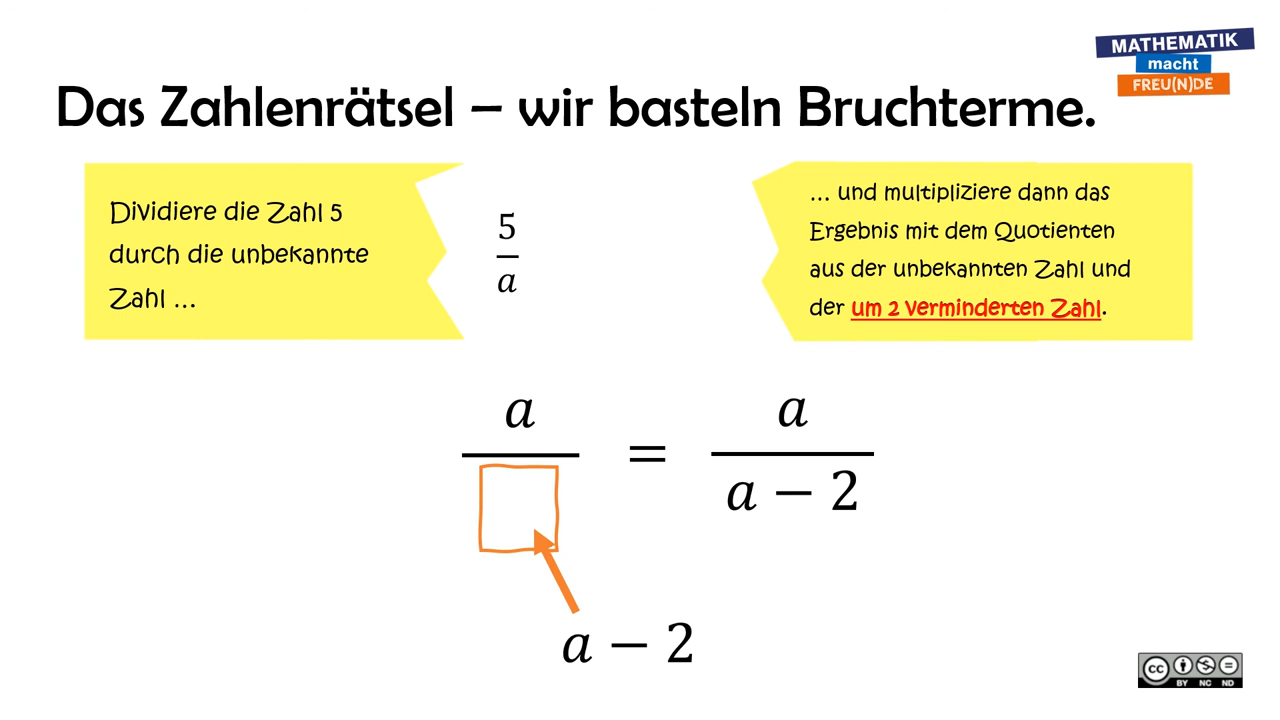 MATHEMATIK
macht
FREU(N)DE
Das Zahlenrätsel – wir basteln Bruchterme.
Dividiere die Zahl 5
durch die unbekannte
Zahl ...
5
a
... und multipliziere dann das
Ergebnis mit dem Quotienten
aus der unbekannten Zahl und
der um 2 verminderten Zahl.
a
=
a
a − 2
a − 2
cc
BY NC ND